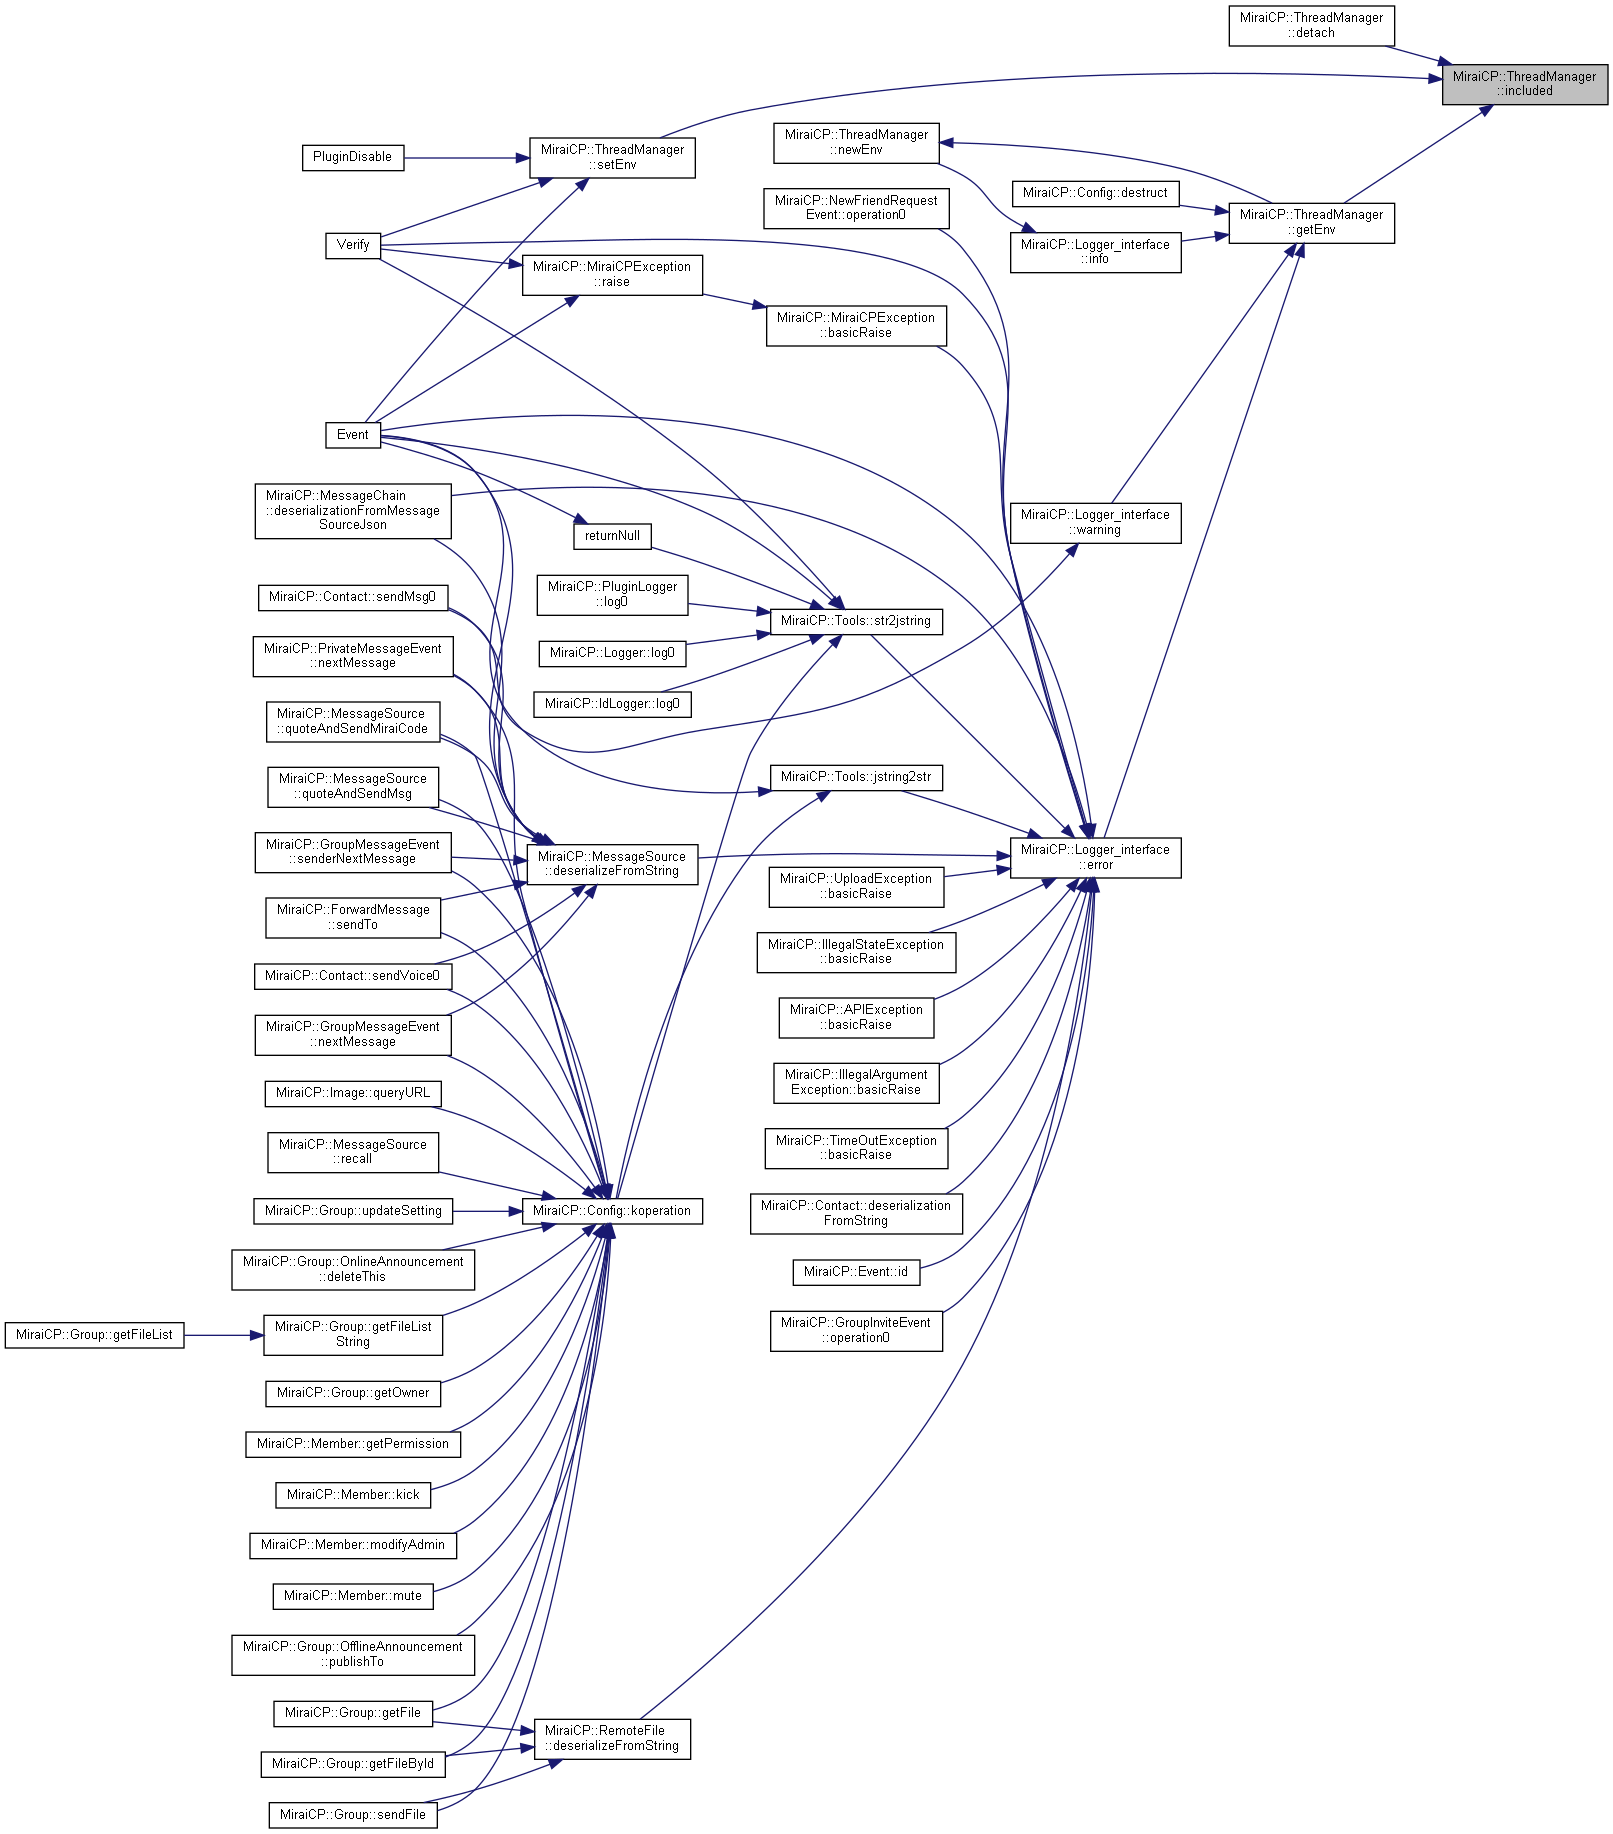 MiraiCP::ThreadManager
::detach
MiraiCP::ThreadManager
::included
MiraiCP::ThreadManager
::newEnv
MiraiCP::ThreadManager
::setEnv
PluginDisable
MiraiCP::Config::destruct
MiraiCP::NewFriendRequest
Event::operation0
MiraiCP::ThreadManager
::getEnv
Verify
MiraiCP::Logger_interface
::info
MiraiCP::MiraiCPException
::raise
MiraiCP::MiraiCPException
::basicRaise
Event
MiraiCP::MessageChain
::deserializationFromMessage
SourceJson
MiraiCP::Logger_interface
::warning
returnNull
MiraiCP::PluginLogger
::log0
MiraiCP::Contact::sendMsg0
MiraiCP::Tools::str2jstring
MiraiCP::Logger::log0
MiraiCP::PrivateMessageEvent
::nextMessage
MiraiCP::IdLogger::log0
MiraiCP::MessageSource
::quoteAndSendMiraiCode
MiraiCP::Tools::jstring2str
MiraiCP::MessageSource
::quoteAndSendMsg
MiraiCP::GroupMessageEvent
::senderNextMessage
MiraiCP::MessageSource
::deserializeFromString
MiraiCP::Logger_interface
::error
MiraiCP::UploadException
::basicRaise
MiraiCP::ForwardMessage
::sendTo
MiraiCP::IllegalStateException
::basicRaise
MiraiCP::Contact::sendVoice0
MiraiCP::APIException
::basicRaise
MiraiCP::GroupMessageEvent
::nextMessage
MiraiCP::IllegalArgument
Exception::basicRaise
MiraiCP::Image::queryURL
MiraiCP::TimeOutException
::basicRaise
MiraiCP::MessageSource
::recall
MiraiCP::Group::updateSetting
MiraiCP::Config::koperation
MiraiCP::Contact::deserialization
FromString
MiraiCP::Group::OnlineAnnouncement
::deleteThis
MiraiCP::Event::id
MiraiCP::Group::getFileList
MiraiCP::Group::getFileList
String
MiraiCP::GroupInviteEvent
::operation0
MiraiCP::Group::getOwner
MiraiCP::Member::getPermission
MiraiCP::Member::kick
MiraiCP::Member::modifyAdmin
MiraiCP::Member::mute
MiraiCP::Group::OfflineAnnouncement
::publishTo
MiraiCP::Group::getFile
MiraiCP::RemoteFile
::deserializeFromString
MiraiCP::Group::getFileById
MiraiCP::Group::sendFile